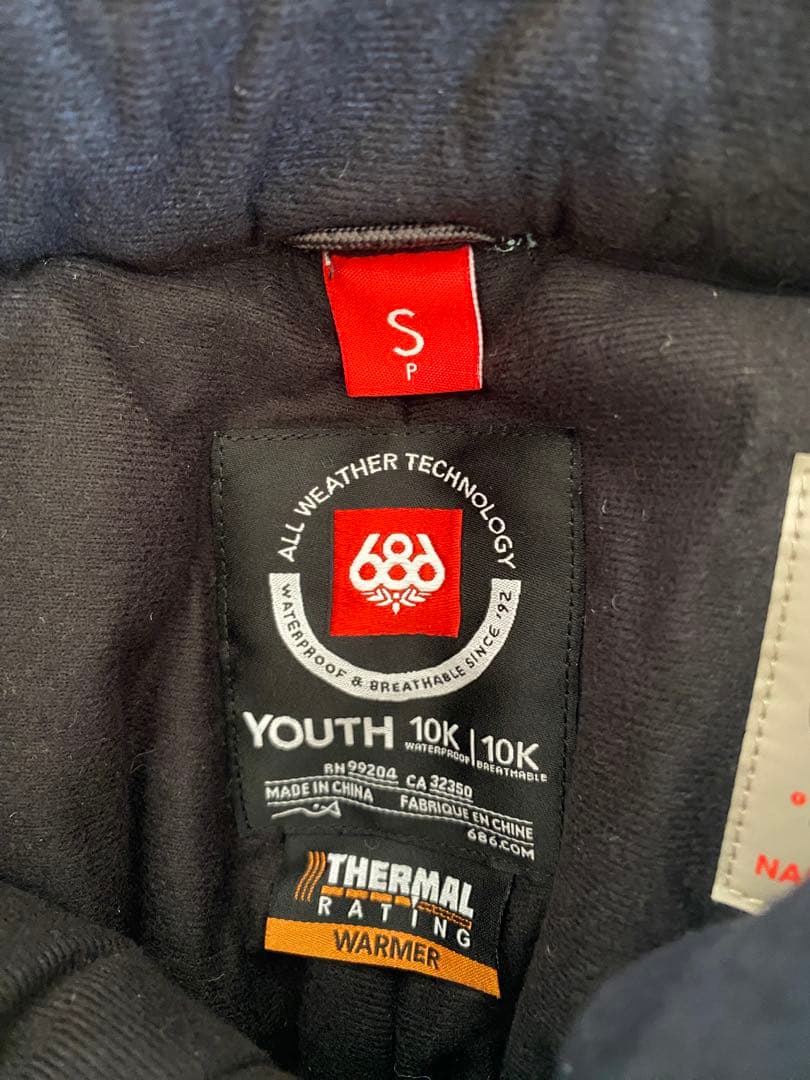 S
P
ALL WEATHER TECHNOLOGY
686
WATERPROOF & BREATHABLE SINCE '92
YOUTH 10K | 10K
WATERPROOF BREATHABLE
RN 99204 CA 32350
MADE IN CHINA FABRIQUE EN CHINE
686.COM
THERMAL
RATING
WARMER
NA